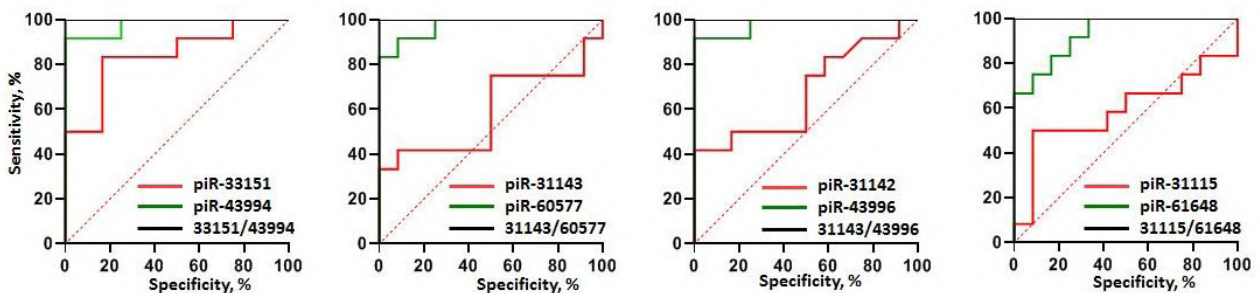 Sensitivity, %
100
80
60
40
20
0
0 20 40 60 80 100
Specificity, %
piR-33151
piR-43994
33151/43994
100
80
60
40
20
0
0 20 40 60 80 100
Specificity, %
piR-31143
piR-60577
31143/60577
100
80
60
40
20
0
0 20 40 60 80 100
Specificity, %
piR-31142
piR-43996
31143/43996
100
80
60
40
20
0
0 20 40 60 80 100
Specificity, %
piR-31115
piR-61648
31115/61648